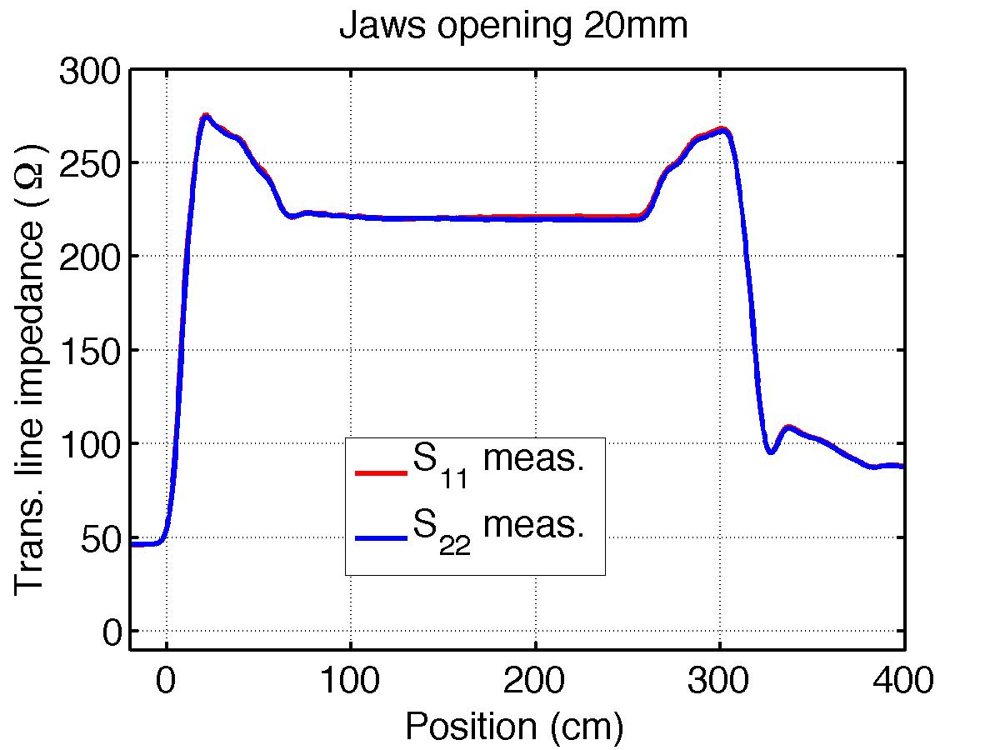 Jaws opening 20mm
300
250
200
150
100
50
0
Trans. line impedance (Ω)
S11 meas.
S22 meas.
0 100 200 300 400
Position (cm)